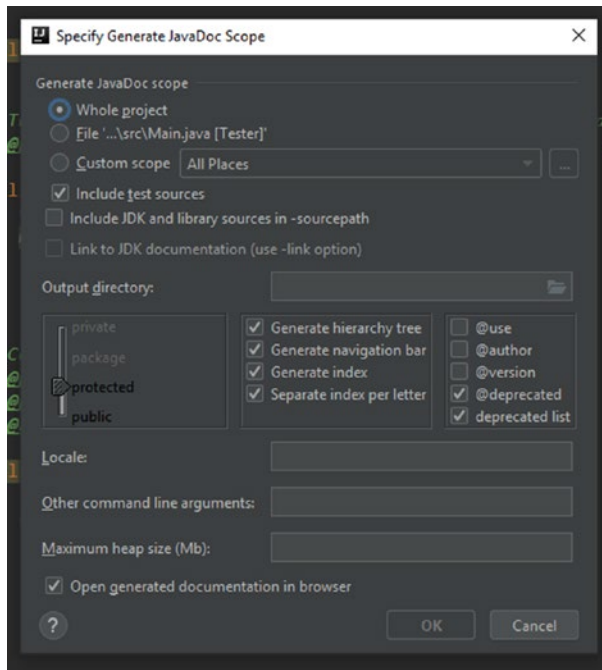 Specify Generate JavaDoc Scope
Generate JavaDoc scope
Whole project
File '...\src\Main.java [Tester]'
Custom scope All Places ...
Include test sources
Include JDK and library sources in -sourcepath
Link to JDK documentation (use -link option)
Output directory:
private
package
protected
public
Generate hierarchy tree
Generate navigation bar
Generate index
Separate index per letter
@use
@author
@version
@deprecated
deprecated list
Locale:
Other command line arguments:
Maximum heap size (Mb):
Open generated documentation in browser
? OK Cancel